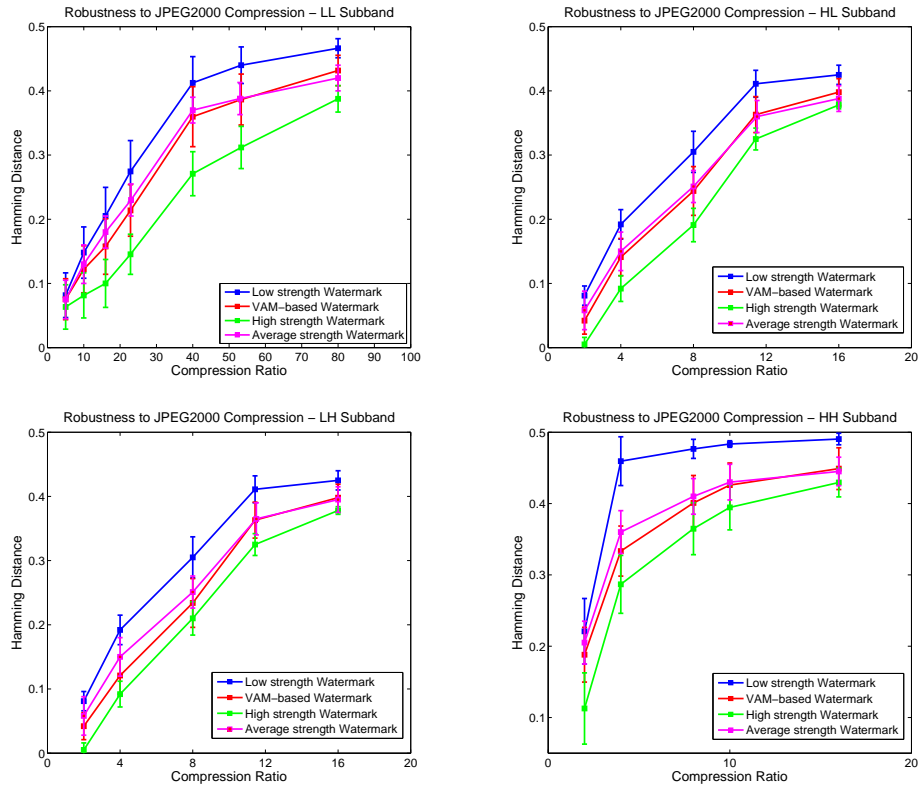 Robustness to JPEG2000 Compression − LL Subband
0.5
0.4
0.3
0.2
0.1
0
Hamming Distance
0 10 20 30 40 50 60 70 80 90 100
Compression Ratio
Low strength Watermark
VAM−based Watermark
High strength Watermark
Average strength Watermark
Robustness to JPEG2000 Compression − HL Subband
0.5
0.4
0.3
0.2
0.1
0
Hamming Distance
0 4 8 12 16 20
Compression Ratio
Low strength Watermark
VAM−based Watermark
High strength Watermark
Average strength Watermark
Robustness to JPEG2000 Compression − LH Subband
0.5
0.4
0.3
0.2
0.1
0
Hamming Distance
0 4 8 12 16 20
Compression Ratio
Low strength Watermark
VAM−based Watermark
High strength Watermark
Average strength Watermark
Robustness to JPEG2000 Compression − HH Subband
0.5
0.4
0.3
0.2
0.1
Hamming Distance
0 10 20
Compression Ratio
Low strength Watermark
VAM−based Watermark
High strength Watermark
Average strength Watermark